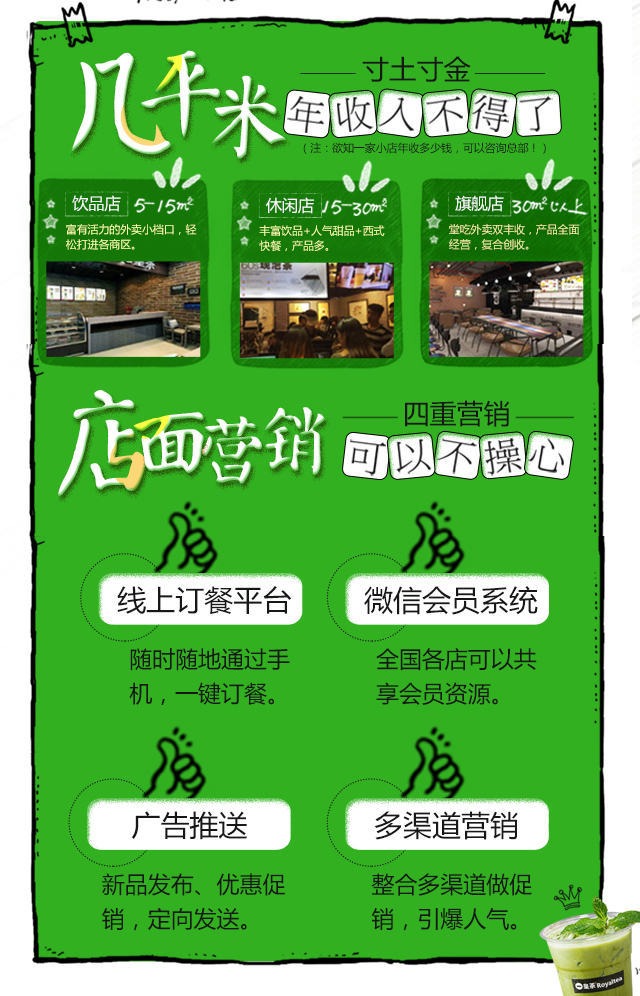 几平米
寸土寸金
年收入不得了
（注：欲知一家小店年收多少钱，可以咨询总部！）
饮品店 5-15m²
富有活力的外卖小档口，轻
松打进各商区。
休闲店 15-30m²
丰富饮品+人气甜品+西式
快餐，产品多。
旗舰店 30m²以上
堂吃外卖双丰收，产品全面
经营，复合创收。
店面营销
四重营销
可以不操心
线上订餐平台
随时随地通过手
机，一键订餐。
微信会员系统
全国各店可以共
享会员资源。
广告推送
新品发布、优惠促
销，定向发送。
多渠道营销
整合多渠道做促
销，引爆人气。
皇茶 Royaltea